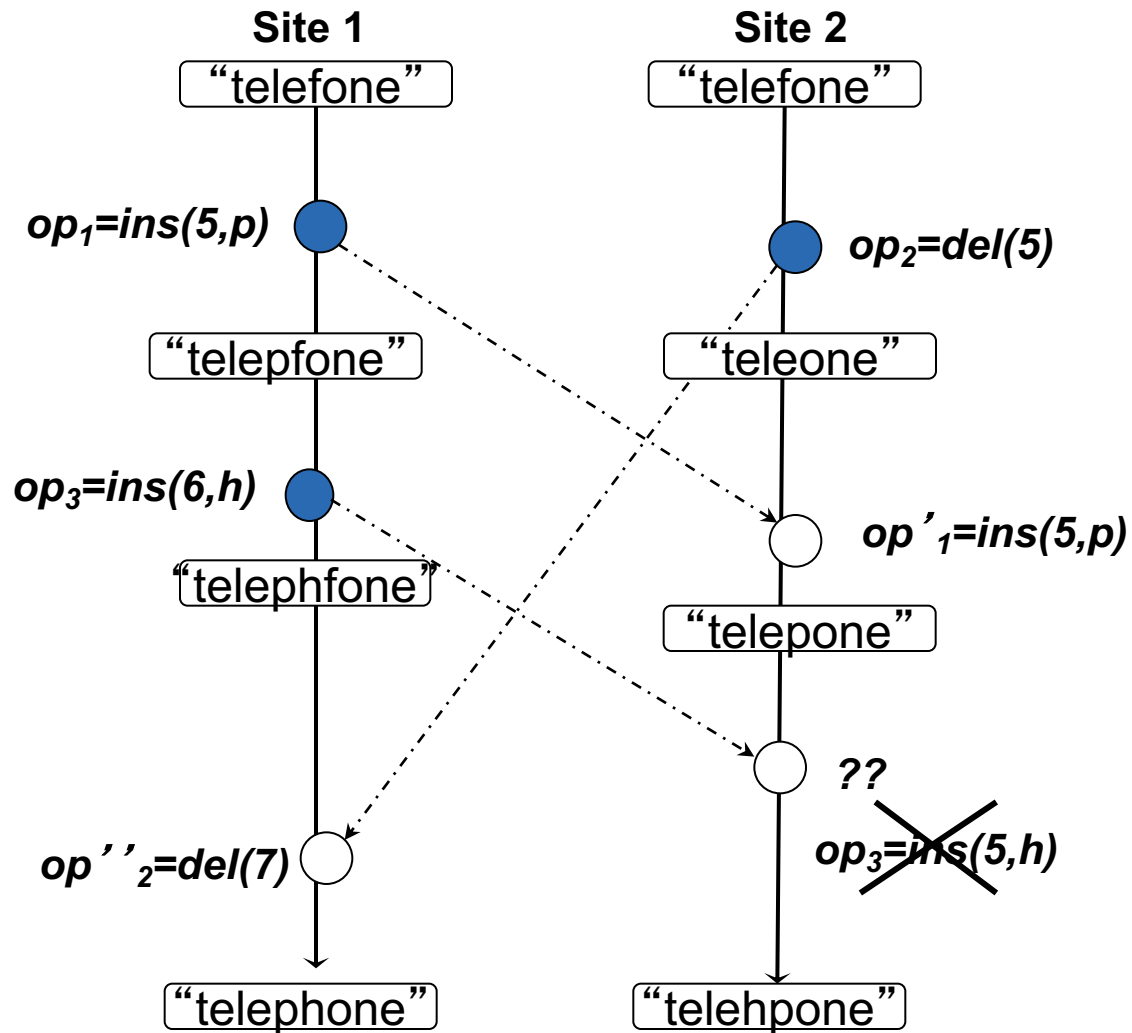 Site 1 Site 2
“telefone” “telefone”
op1=ins(5,p) op2=del(5)
“telepfone” “teleone”
op3=ins(6,h) op’1=ins(5,p)
“telephfone” “telepone”
??
op’’2=del(7) op3=ins(5,h)
“telephone” “telehpone”